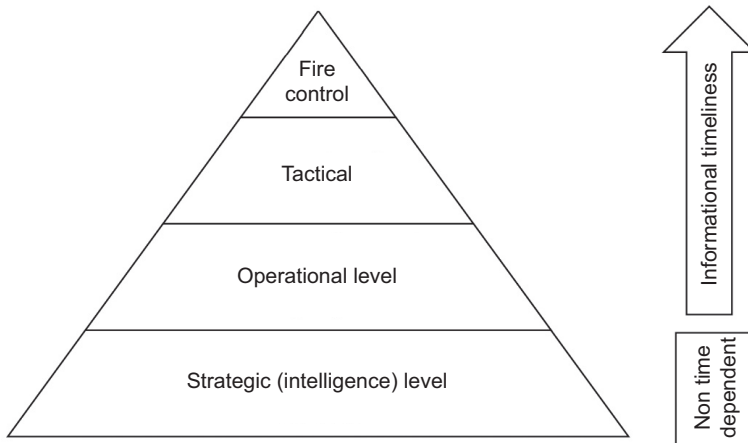 Fire
control
Tactical
Operational level
Strategic (intelligence) level
Informational timeliness
Non time
dependent